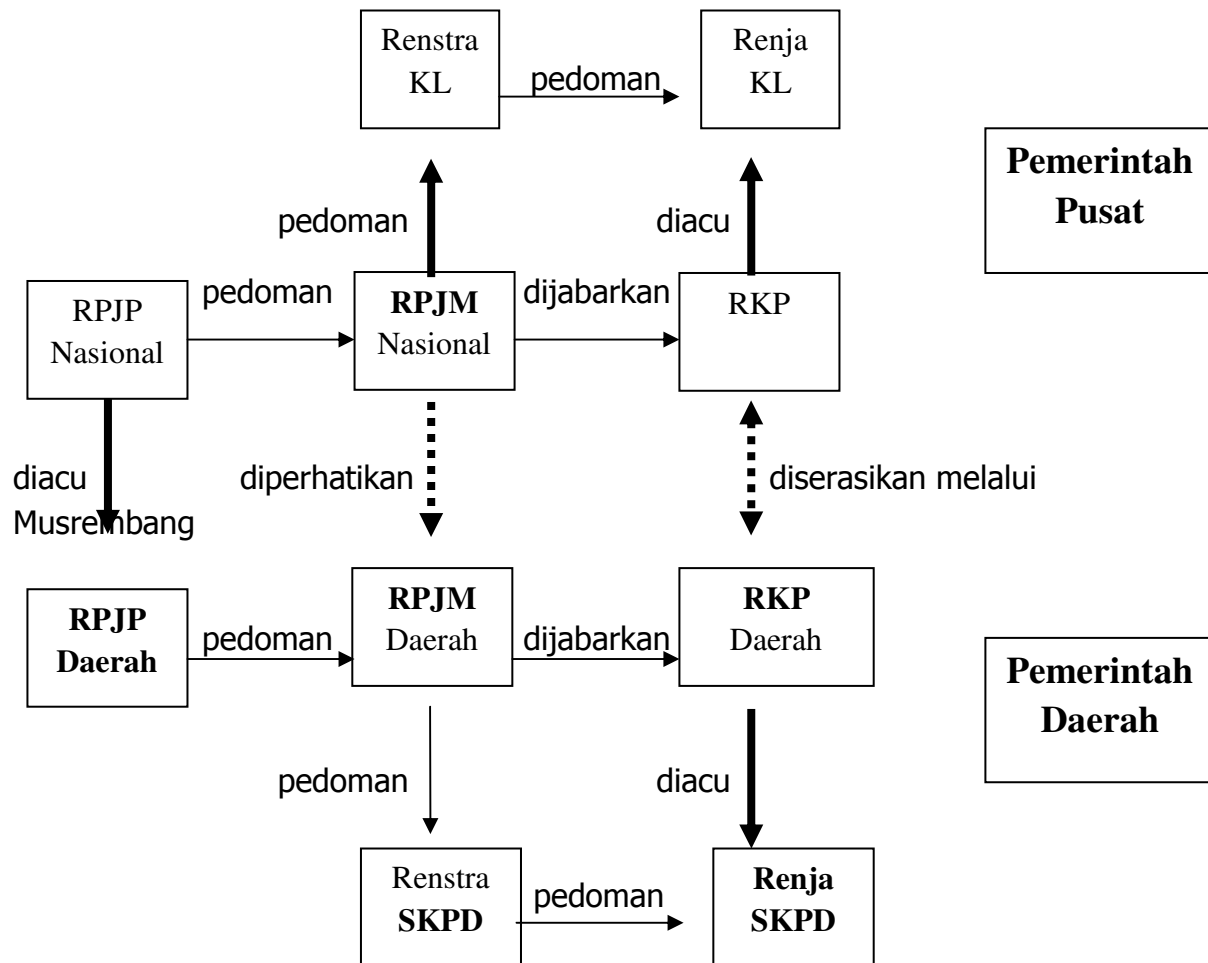 Renstra
KL
pedoman
Renja
KL
Pemerintah
Pusat
pedoman
diacu
RPJP
Nasional
pedoman
RPJM
Nasional
dijabarkan
RKP
diacu
Musrembang
diperhatikan
diserasikan melalui
RPJP
Daerah
pedoman
RPJM
Daerah
dijabarkan
RKP
Daerah
Pemerintah
Daerah
pedoman
diacu
Renstra
SKPD
pedoman
Renja
SKPD